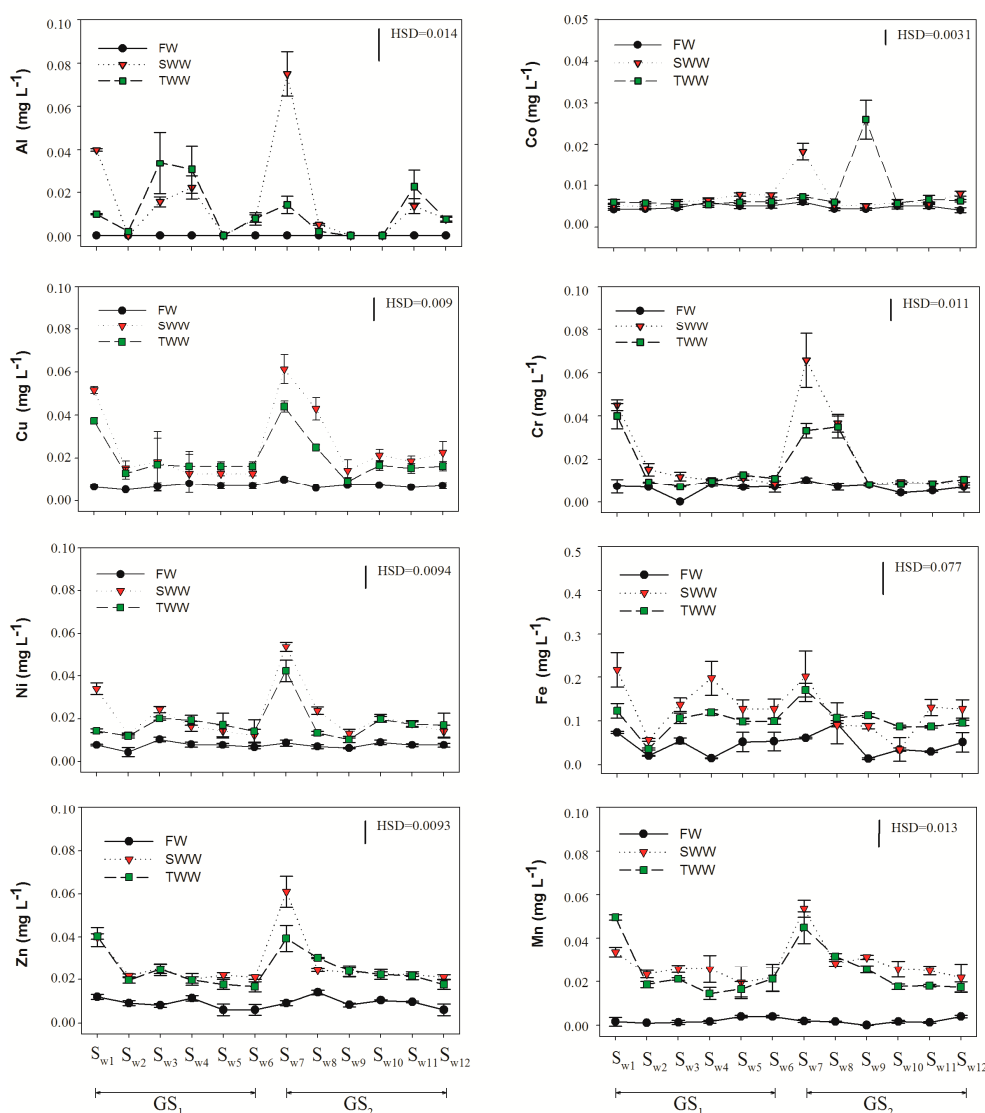 0.10
0.08
0.06
0.04
0.02
0.00
Al (mg L-1)
FW
SWW
TWW
HSD=0.014
0.05
0.04
0.03
0.02
0.01
0.00
Co (mg L-1)
FW
SWW
TWW
HSD=0.0031
0.10
0.08
0.06
0.04
0.02
0.00
Cu (mg L-1)
FW
SWW
TWW
HSD=0.009
0.10
0.08
0.06
0.04
0.02
0.00
Cr (mg L-1)
FW
SWW
TWW
HSD=0.011
0.10
0.08
0.06
0.04
0.02
0.00
Ni (mg L-1)
FW
SWW
TWW
HSD=0.0094
0.5
0.4
0.3
0.2
0.1
0.0
Fe (mg L-1)
FW
SWW
TWW
HSD=0.077
0.10
0.08
0.06
0.04
0.02
0.00
Zn (mg L-1)
FW
SWW
TWW
HSD=0.0093
0.10
0.08
0.06
0.04
0.02
0.00
Mn (mg L-1)
FW
SWW
TWW
HSD=0.013
Sw1 Sw2 Sw3 Sw4 Sw5 Sw6 Sw7 Sw8 Sw9 Sw10 Sw11 Sw12
GS1 GS2
Sw1 Sw2 Sw3 Sw4 Sw5 Sw6 Sw7 Sw8 Sw9 Sw10 Sw11 Sw12
GS1 GS2